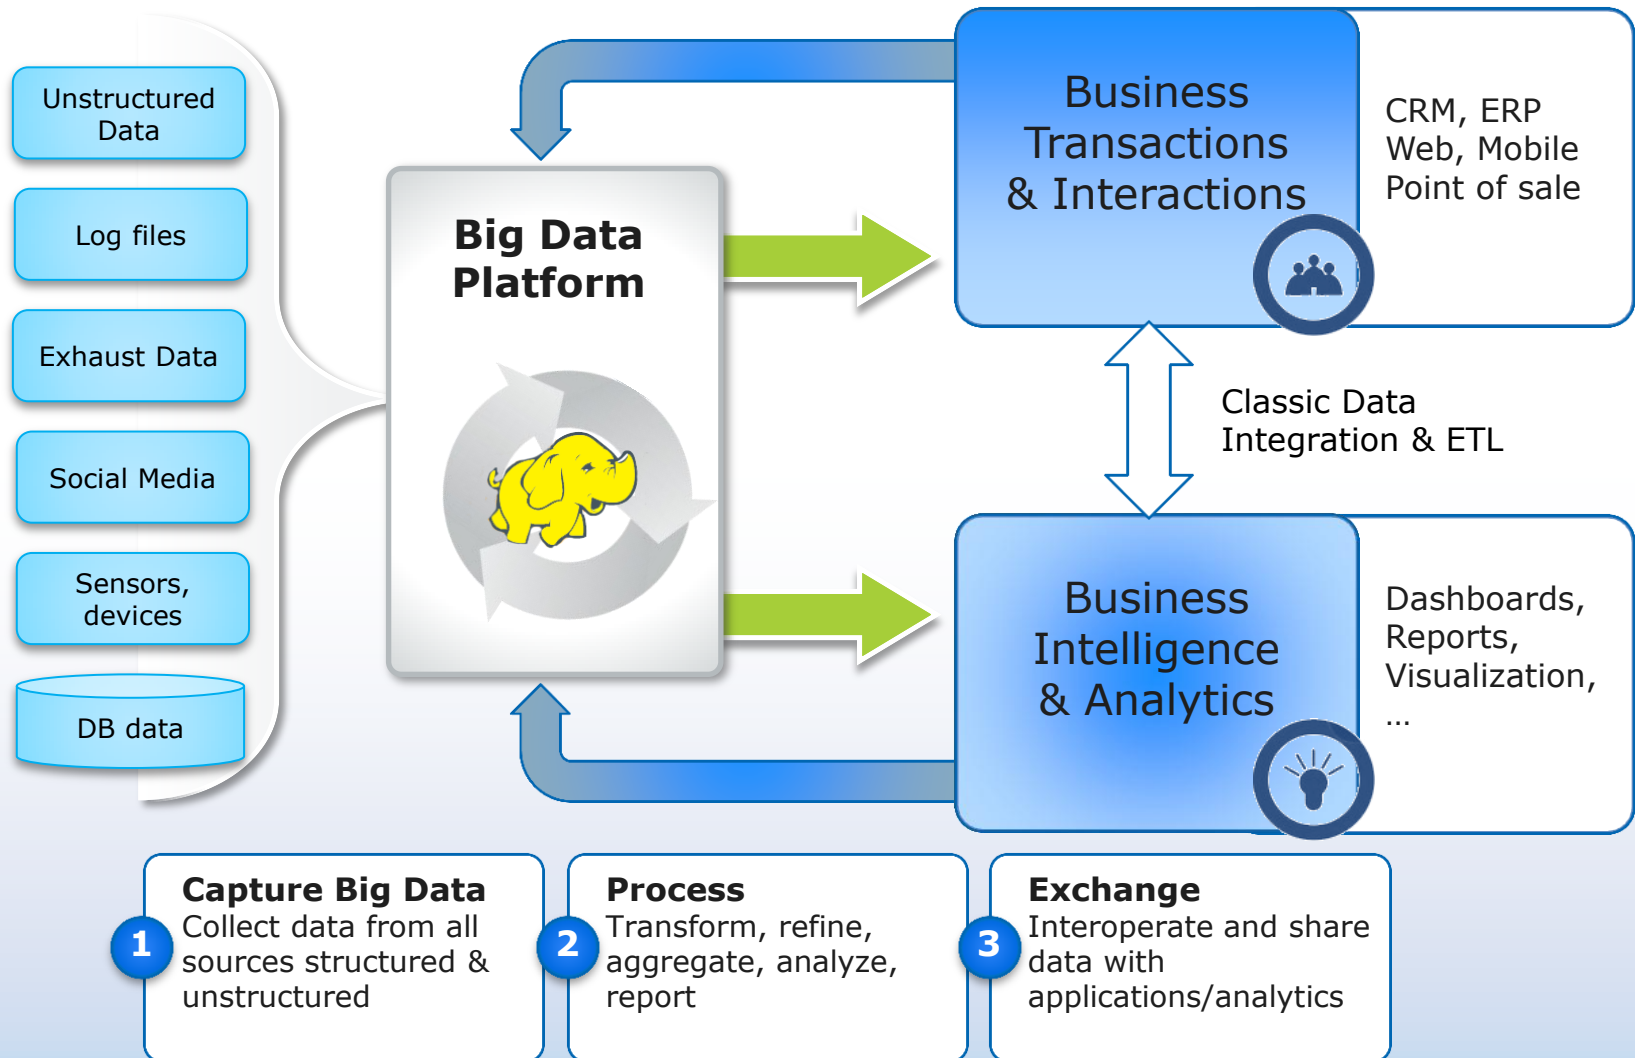 Unstructured
Data
Log files
Exhaust Data
Social Media
Sensors,
devices
DB data
Big Data
Platform
Business
Transactions
& Interactions
CRM, ERP
Web, Mobile
Point of sale
Classic Data
Integration & ETL
Business
Intelligence
& Analytics
Dashboards,
Reports,
Visualization,
...
1
Capture Big Data
Collect data from all
sources structured &
unstructured
2
Process
Transform, refine,
aggregate, analyze,
report
3
Exchange
Interoperate and share
data with
applications/analytics